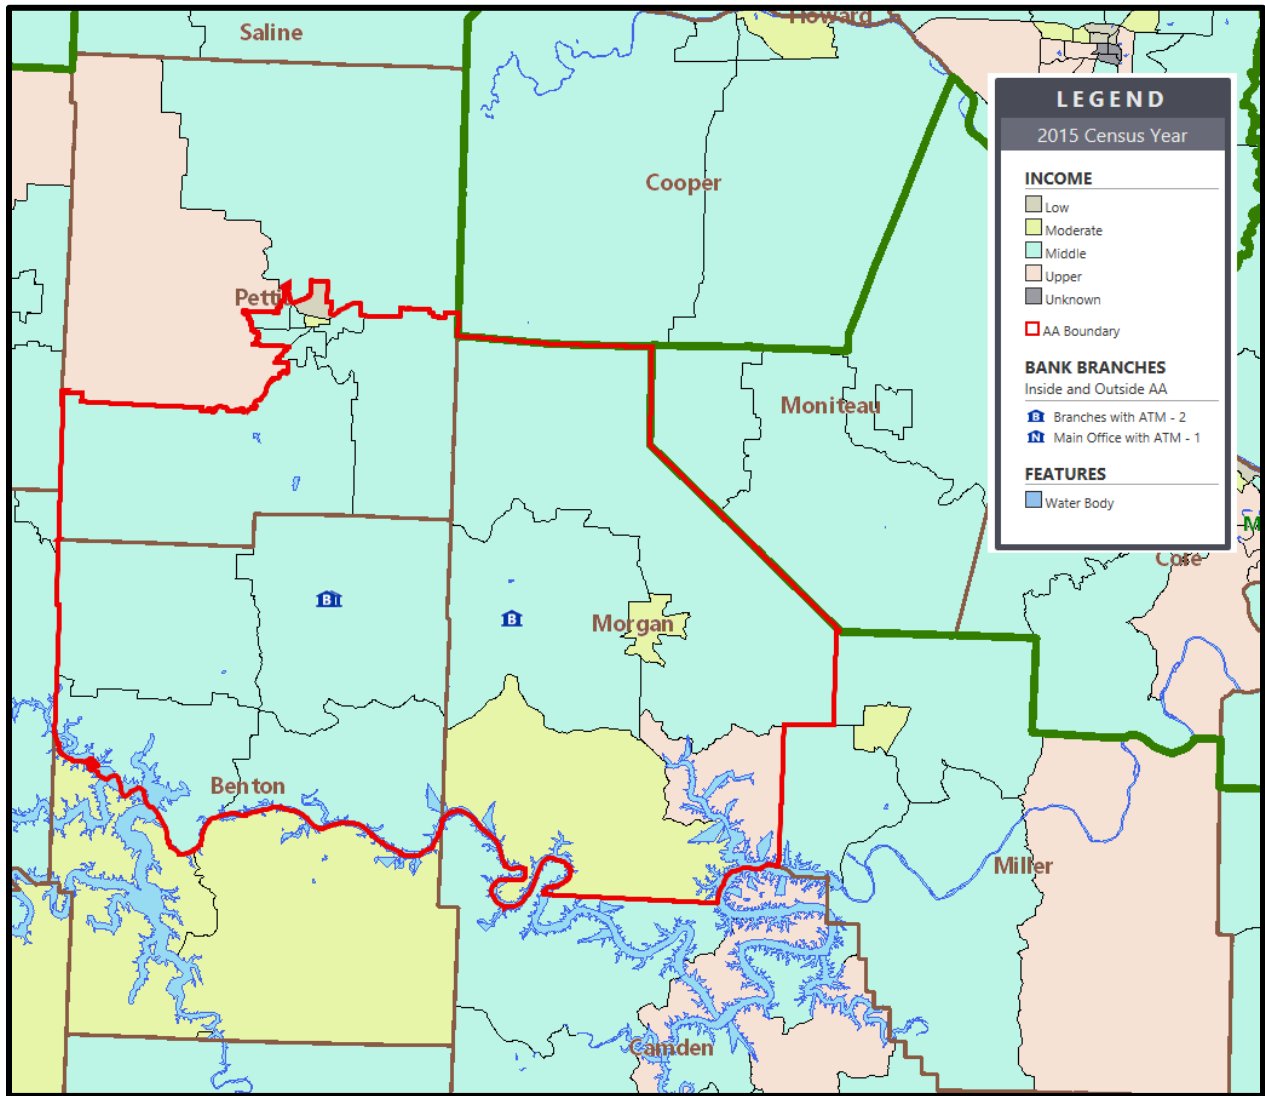 Saline
Howard
Cooper
Petti
Moniteau
Cole
M
Morgan
Benton
Miller
Camden
LEGEND
2015 Census Year
INCOME
Low
Moderate
Middle
Upper
Unknown
AA Boundary
BANK BRANCHES
Inside and Outside AA
B Branches with ATM - 2
N Main Office with ATM - 1
FEATURES
Water Body
B
B